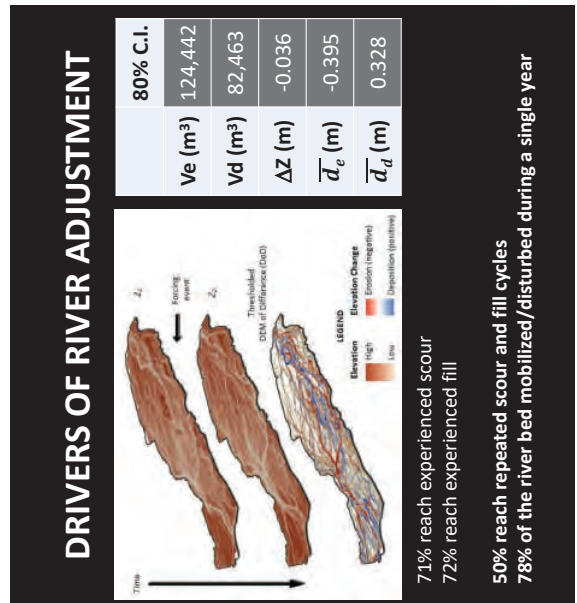 DRIVERS OF RIVER ADJUSTMENT
Time
Z₁
Forcing event
Z₂
Thresholded
DEM of Difference (DoD)
LEGEND
Elevation
High
Low
Elevation Change
Erosion (negative)
Deposition (positive)
80% C.I.
Ve (m³) 124,442
Vd (m³) 82,463
ΔZ (m) -0.036
d̅ₑ (m) -0.395
d̅_d (m) 0.328
71% reach experienced scour
72% reach experienced fill
50% reach repeated scour and fill cycles
78% of the river bed mobilized/disturbed during a single year